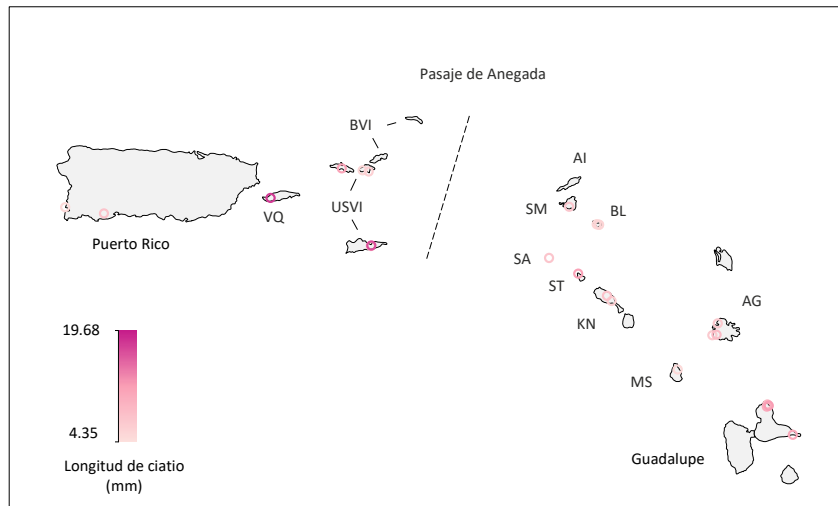 Pasaje de Anegada
BVI
AI
SM
BL
VQ
USVI
Puerto Rico
SA
ST
AG
KN
19.68
MS
4.35
Guadalupe
Longitud de ciatio
(mm)